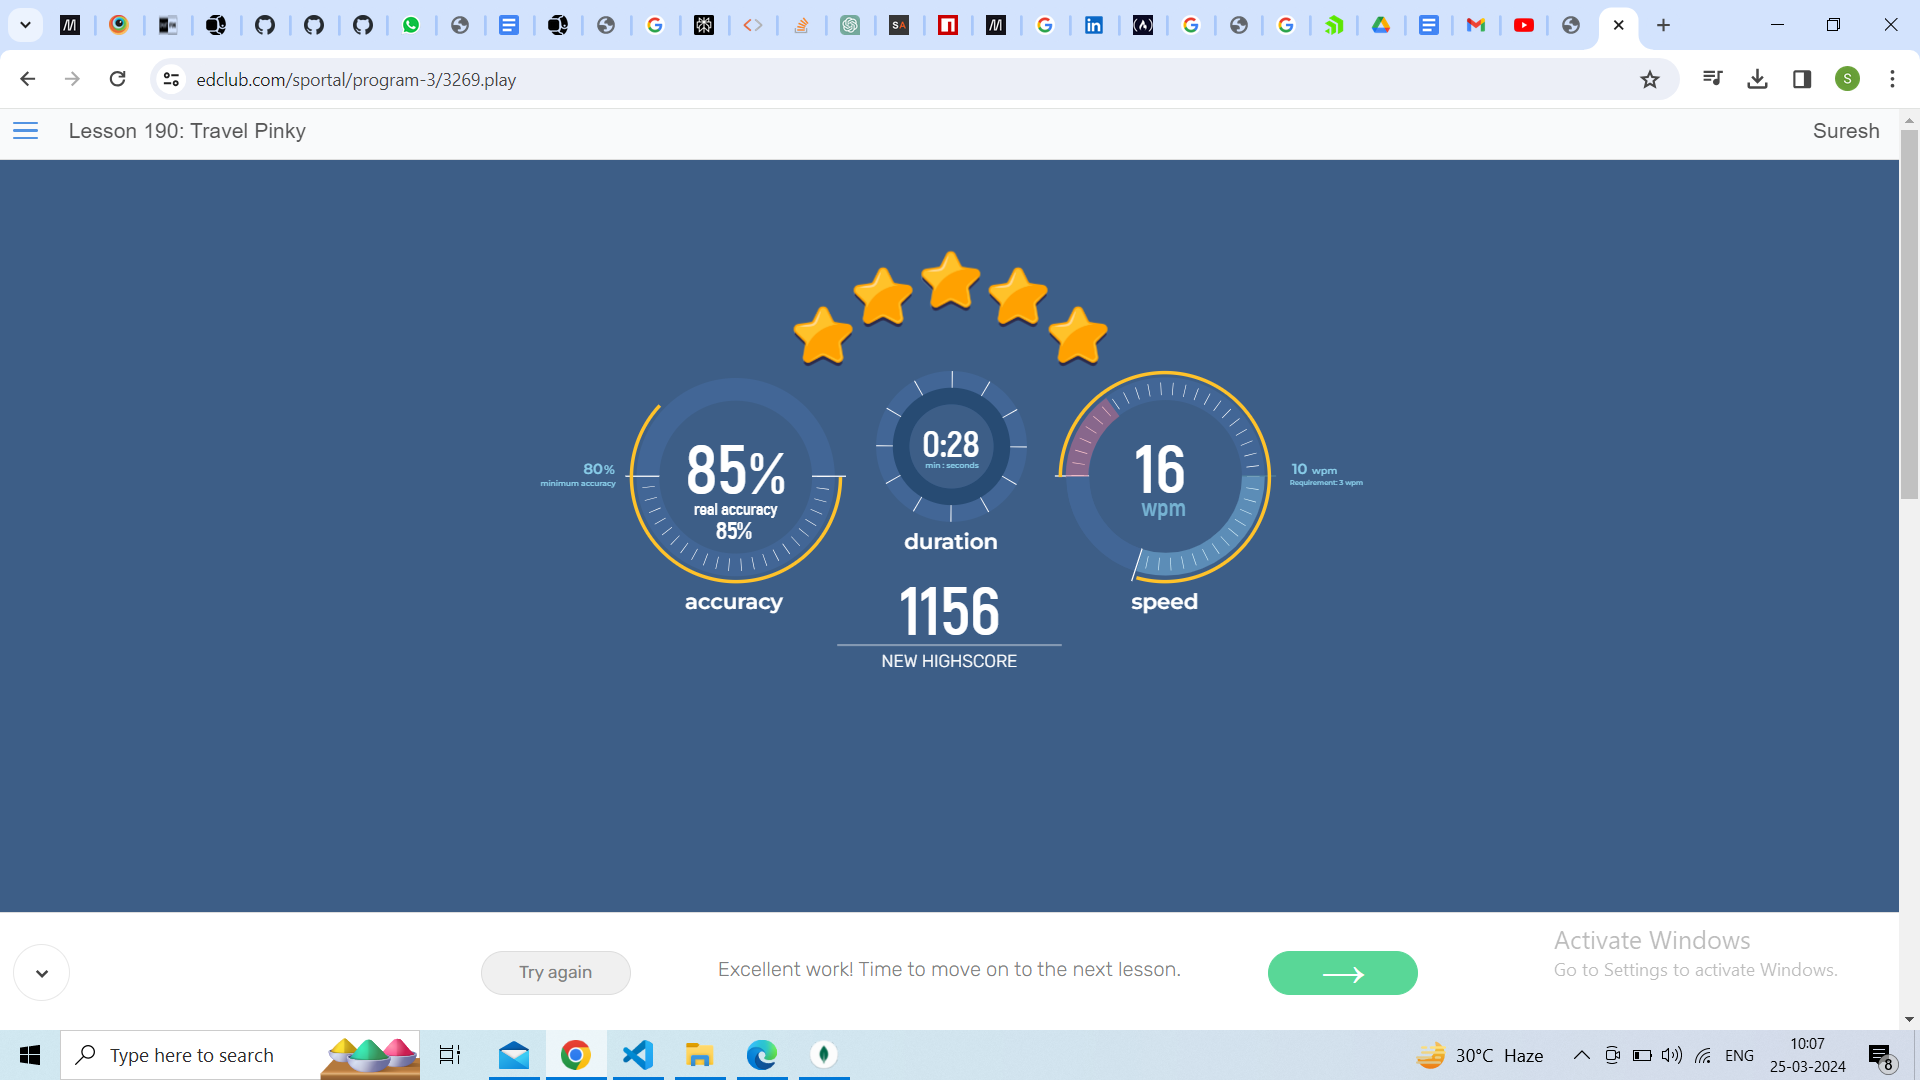 edclub.com/sportal/program-3/3269.play
S
Lesson 190: Travel Pinky
Suresh
80%
minimum accuracy
85%
real accuracy
85%
accuracy
0:28
min : seconds
duration
16
wpm
speed
10 wpm
Requirement: 3 wpm
1156
NEW HIGHSCORE
Try again
Excellent work! Time to move on to the next lesson.
Activate Windows
Go to Settings to activate Windows.
Type here to search
30°C Haze
ENG
10:07
25-03-2024
8